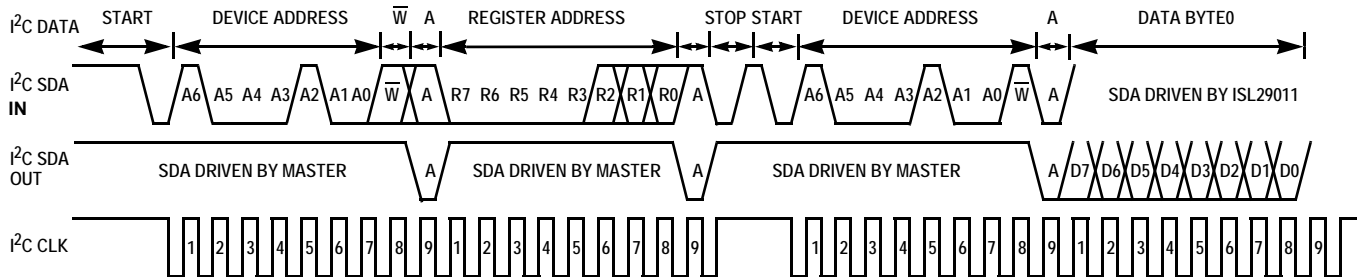 I²C DATA START DEVICE ADDRESS W̅ A REGISTER ADDRESS STOP START DEVICE ADDRESS A DATA BYTE0
I²C SDA IN A6 A5 A4 A3 A2 A1 A0 W̅ A R7 R6 R5 R4 R3 R2 R1 R0 A A6 A5 A4 A3 A2 A1 A0 W̅ A SDA DRIVEN BY ISL29011
I²C SDA OUT SDA DRIVEN BY MASTER A SDA DRIVEN BY MASTER A SDA DRIVEN BY MASTER A D7 D6 D5 D4 D3 D2 D1 D0
I²C CLK 1 2 3 4 5 6 7 8 9 1 2 3 4 5 6 7 8 9 1 2 3 4 5 6 7 8 9 1 2 3 4 5 6 7 8 9